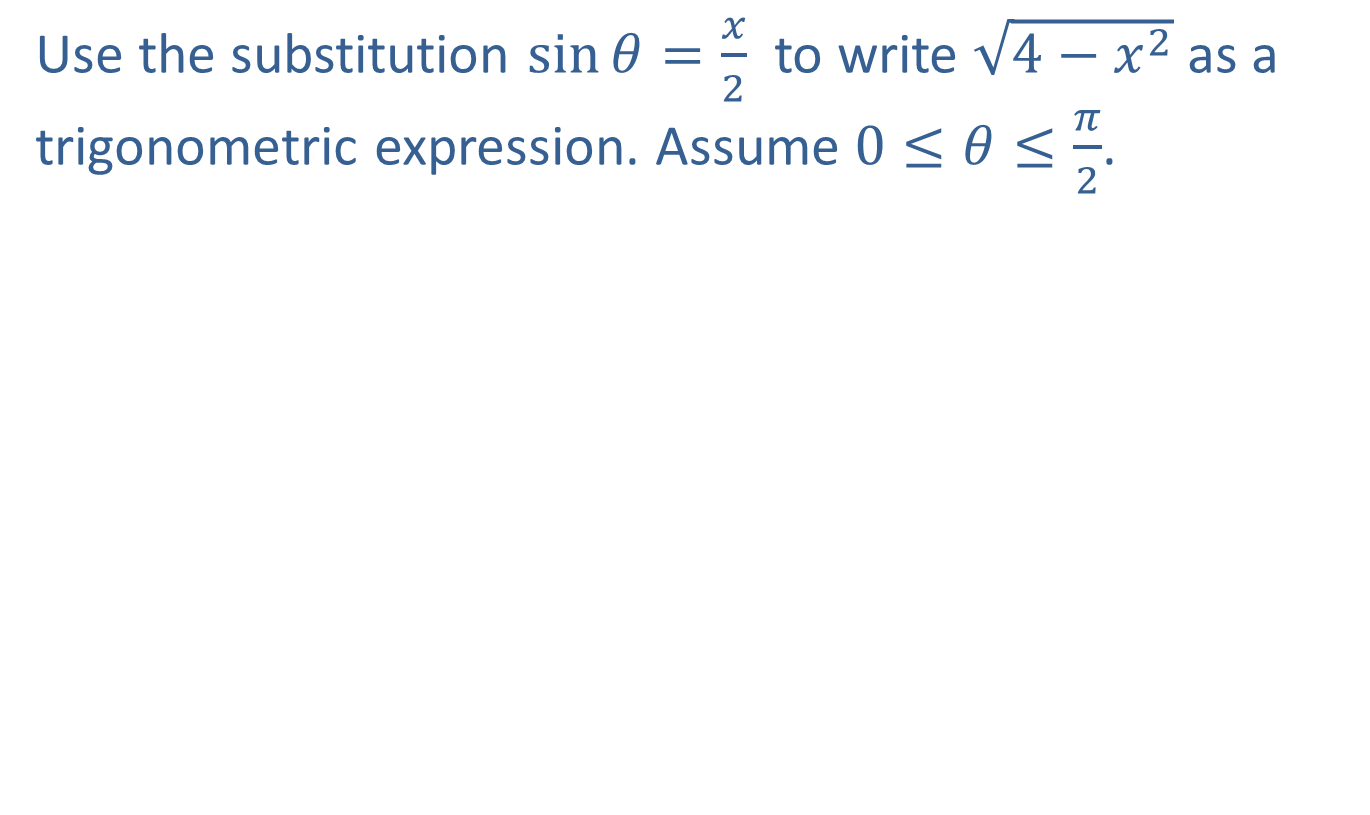 Use the substitution sin θ = x/2 to write √(4 − x²) as a
trigonometric expression. Assume 0 ≤ θ ≤ π/2.